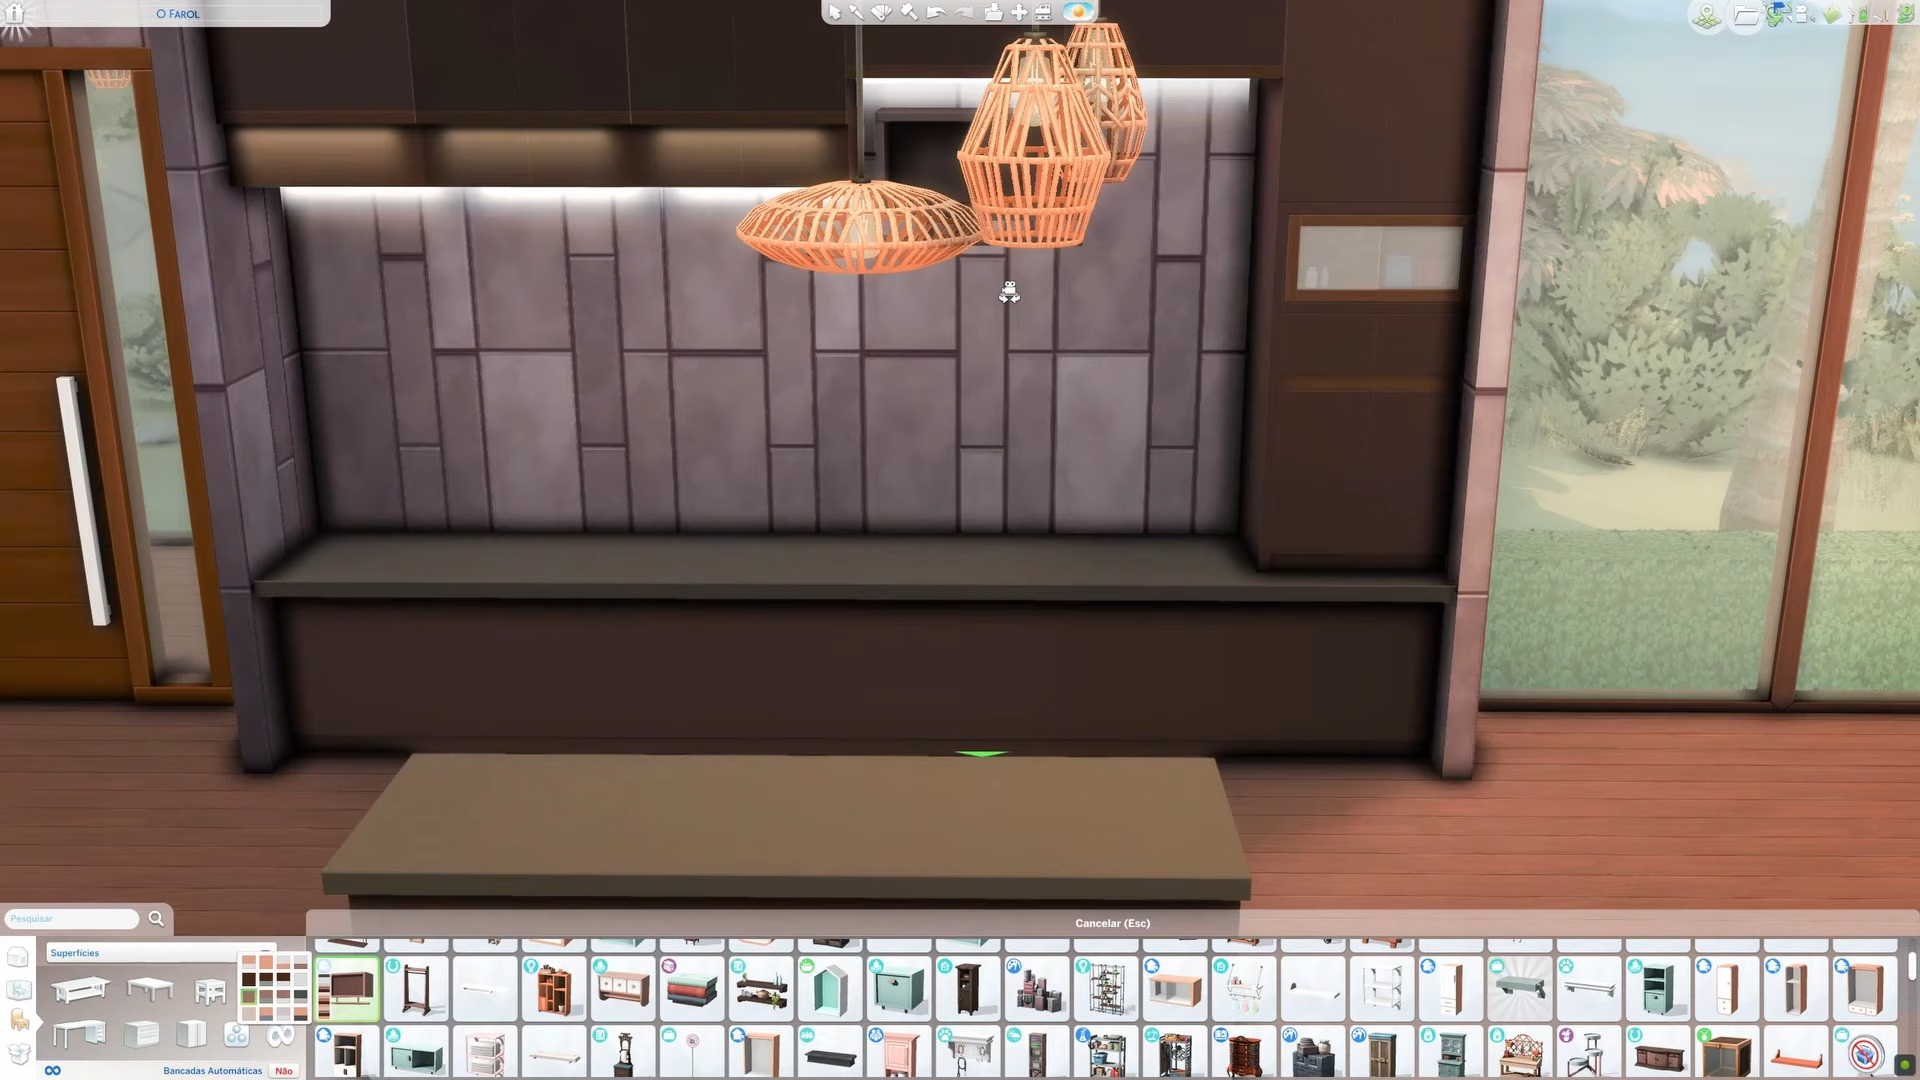 O FAROL
Cancelar (Esc)
Pesquisar
Superfícies
Bancadas Automáticas Não